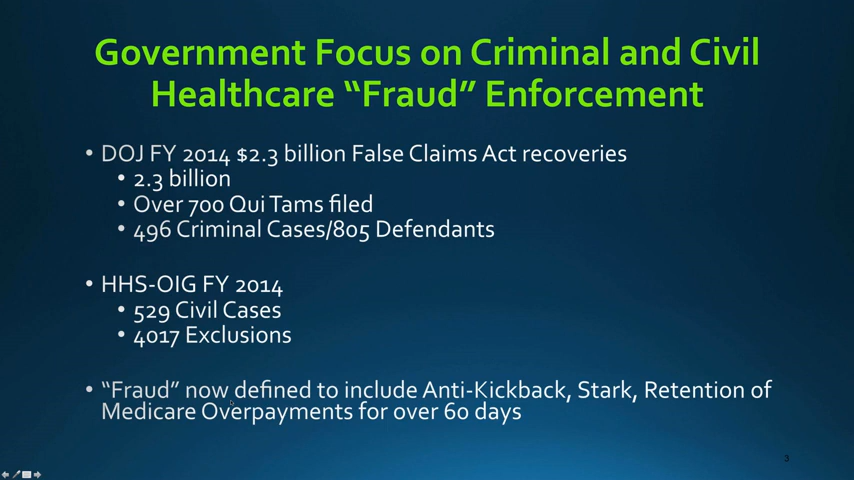 Government Focus on Criminal and Civil
Healthcare “Fraud” Enforcement
• DOJ FY 2014 $2.3 billion False Claims Act recoveries
• 2.3 billion
• Over 700 Qui Tams filed
• 496 Criminal Cases/805 Defendants
• HHS-OIG FY 2014
• 529 Civil Cases
• 4017 Exclusions
• “Fraud” now defined to include Anti-Kickback, Stark, Retention of
Medicare Overpayments for over 60 days
3